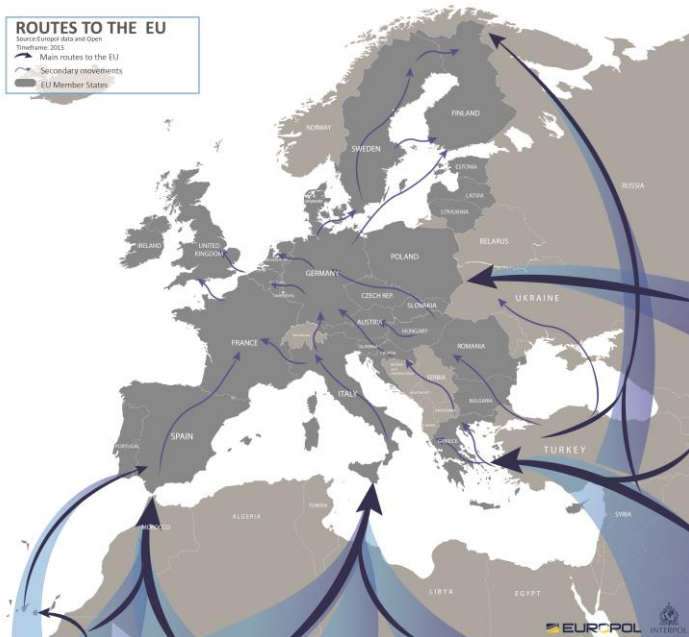 ROUTES TO THE EU
Source:Europol data and Open
Timeframe: 2015
Main routes to the EU
Secondary movements
EU Member States
NORWAY
FINLAND
SWEDEN
ESTONIA
RUSSIA
LATVIA
LITHUANIA
IRELAND
UNITED
KINGDOM
BELARUS
POLAND
GERMANY
UKRAINE
CZECH REP.
SLOVAKIA
AUSTRIA
HUNGARY
FRANCE
ROMANIA
SERBIA
ITALY
BULGARIA
SPAIN
PORTUGAL
GREECE
TURKEY
SYRIA
MOROCCO
ALGERIA
TUNISIA
LIBYA
EGYPT
EUROPOL
INTERPOL